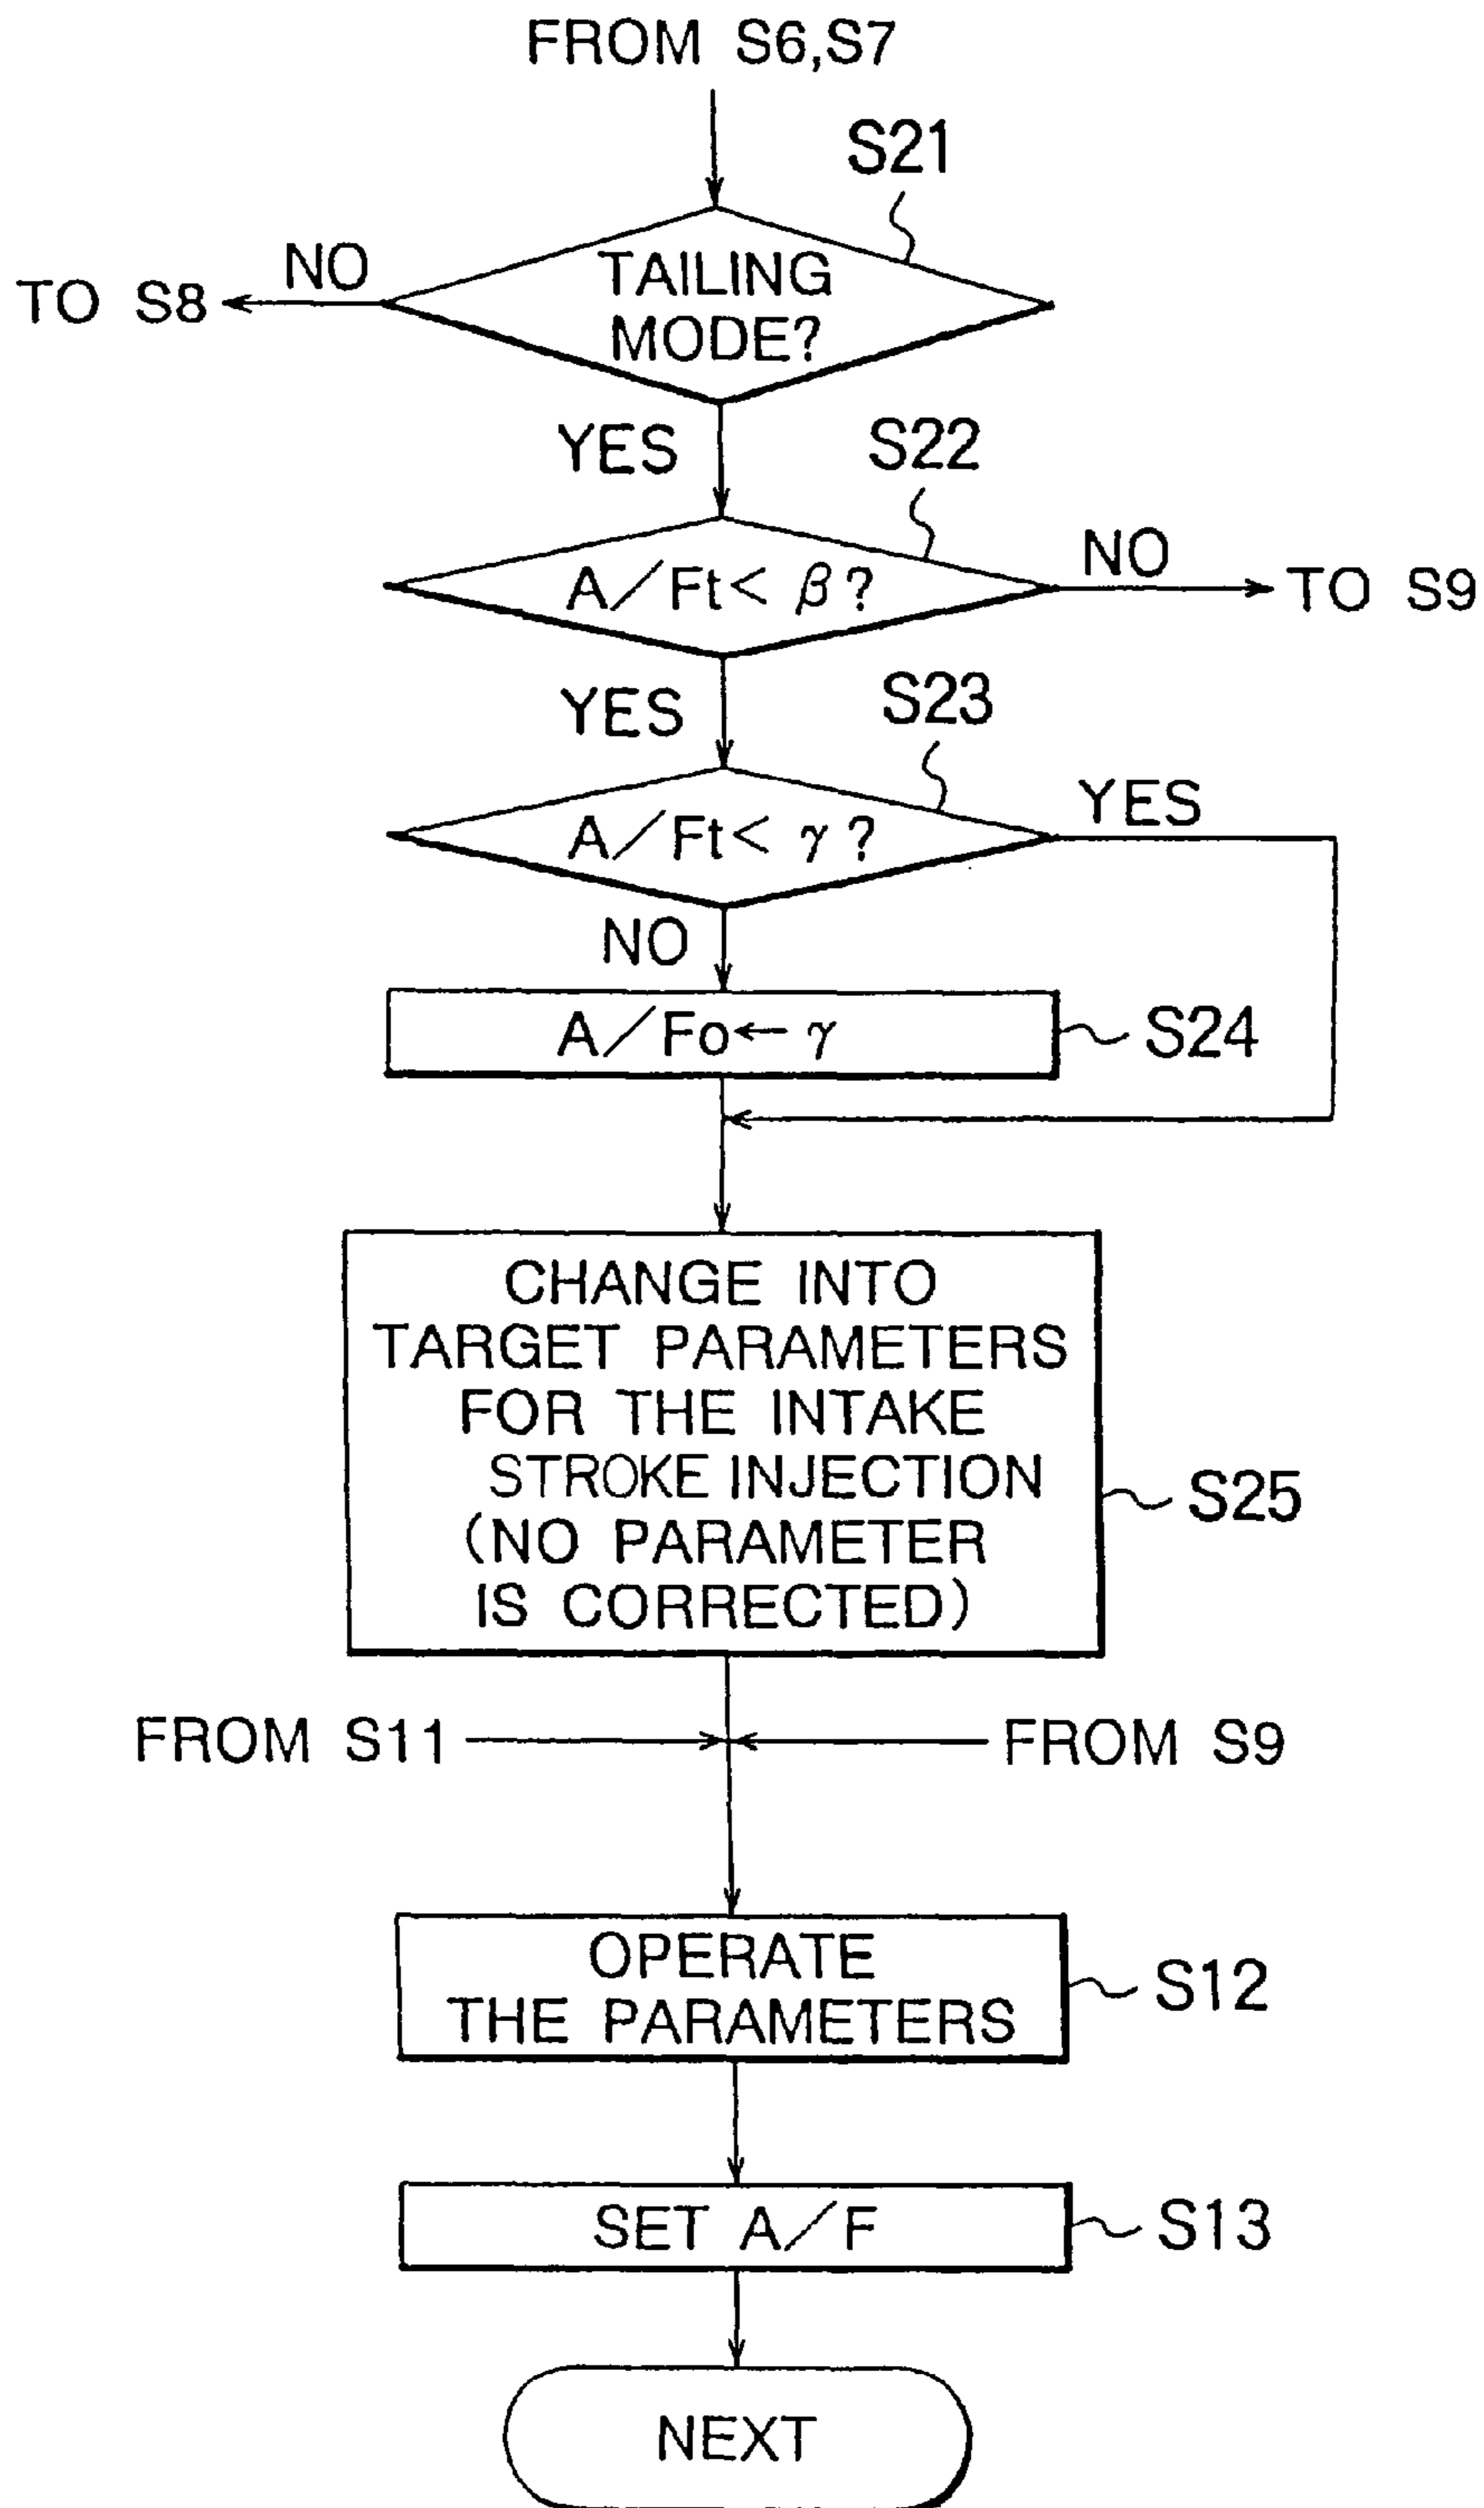 FROM S6,S7
S21
TAILING
MODE?
NO
TO S8
YES
S22
A/Ft< β?
NO
TO S9
YES
S23
A/Ft< γ?
YES
NO
A/Fo← γ
S24
CHANGE INTO
TARGET PARAMETERS
FOR THE INTAKE
STROKE INJECTION
(NO PARAMETER
IS CORRECTED)
S25
FROM S11
FROM S9
OPERATE
THE PARAMETERS
S12
SET A/F
S13
NEXT